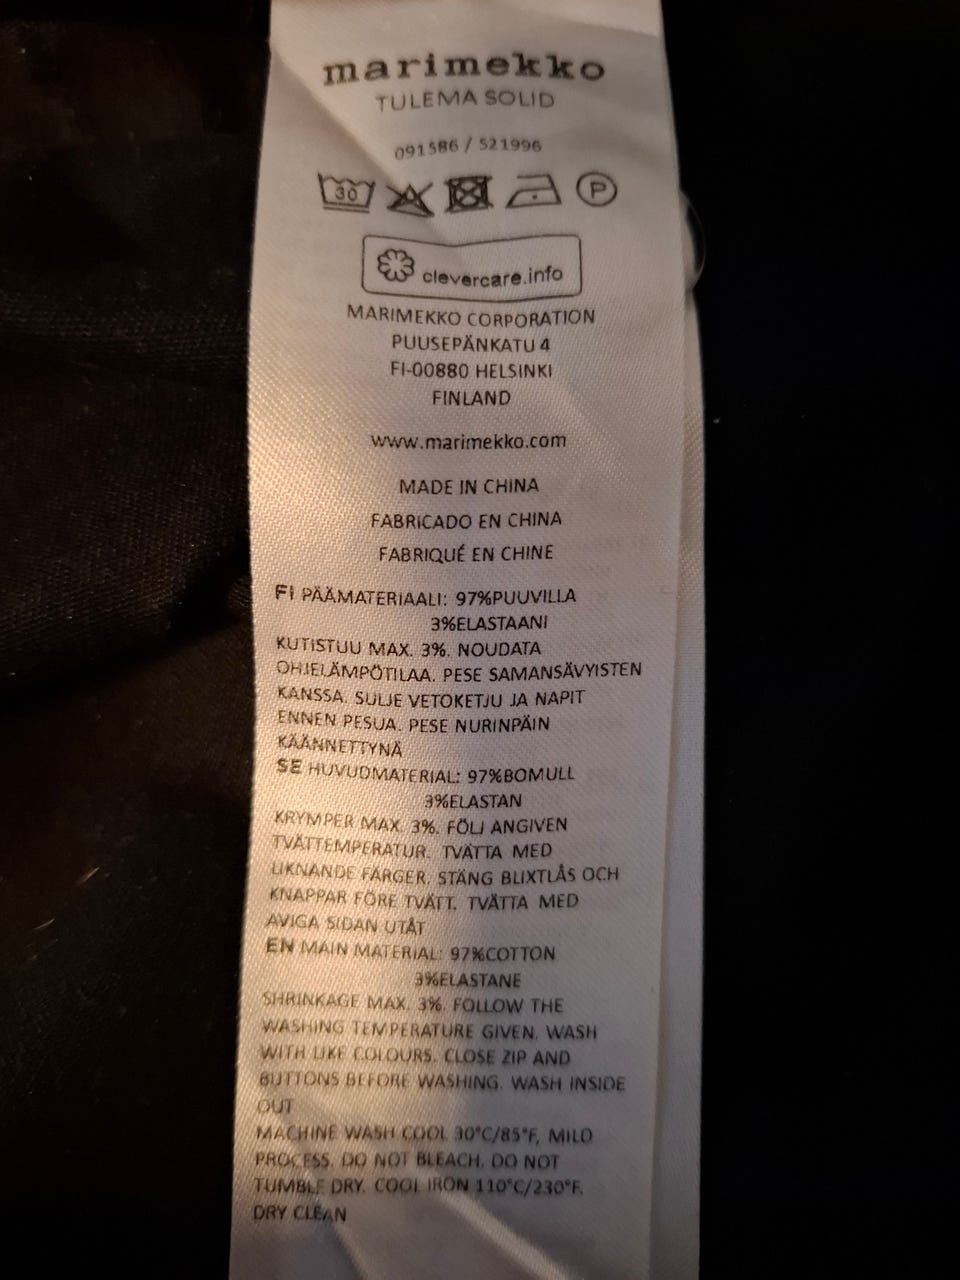 marimekko
TULEMA SOLID
091586 / 521996
30 P
clevercare.info
MARIMEKKO CORPORATION
PUUSEPÄNKATU 4
FI-00880 HELSINKI
FINLAND
www.marimekko.com
MADE IN CHINA
FABRICADO EN CHINA
FABRIQUÉ EN CHINE
FI PÄÄMATERIAALI: 97%PUUVILLA
3%ELASTAANI
KUTISTUU MAX. 3%. NOUDATA
OHJELÄMPÖTILAA. PESE SAMANSÄVYISTEN
KANSSA. SULJE VETOKETJU JA NAPIT
ENNEN PESUA. PESE NURINPÄIN
KÄÄNNETTYNÄ
SE HUVUDMATERIAL: 97%BOMULL
3%ELASTAN
KRYMPER MAX. 3%. FÖLJ ANGIVEN
TVÄTTEMPERATUR. TVÄTTA MED
LIKNANDE FÄRGER. STÄNG BLIXTLÅS OCH
KNAPPAR FÖRE TVÄTT. TVÄTTA MED
AVIGA SIDAN UTÅT
EN MAIN MATERIAL: 97%COTTON
3%ELASTANE
SHRINKAGE MAX. 3%. FOLLOW THE
WASHING TEMPERATURE GIVEN. WASH
WITH LIKE COLOURS. CLOSE ZIP AND
BUTTONS BEFORE WASHING. WASH INSIDE
OUT
MACHINE WASH COOL 30°C/85°F, MILD
PROCESS. DO NOT BLEACH. DO NOT
TUMBLE DRY. COOL IRON 110°C/230°F.
DRY CLEAN